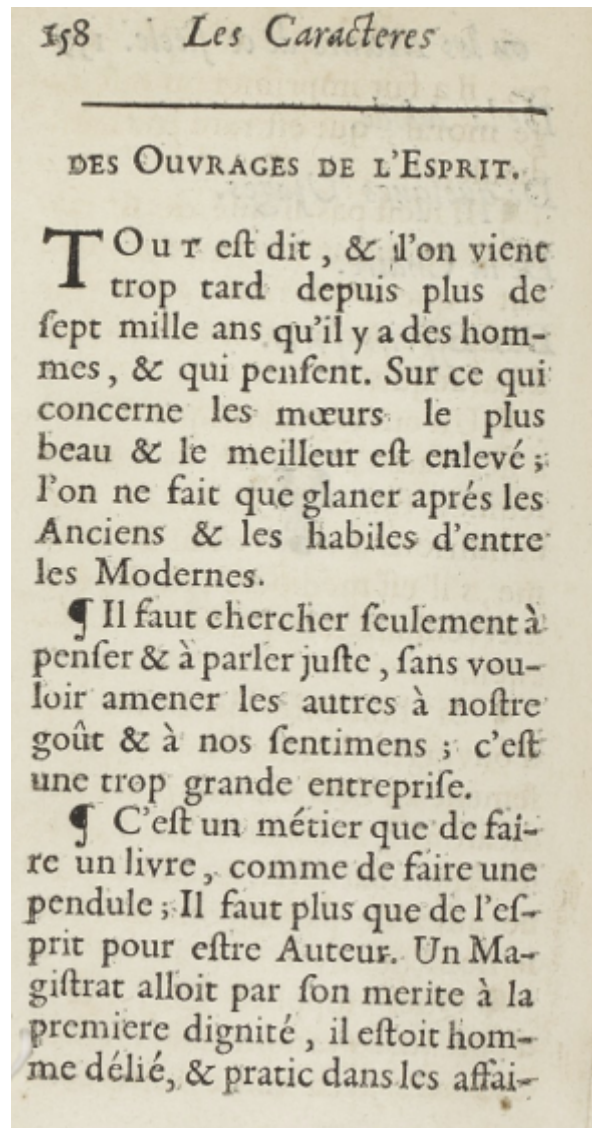 158 Les Caracteres
DES OUVRAGES DE L'ESPRIT.
TOut eſt dit, & l'on vient
trop tard depuis plus de
ſept mille ans qu'il y a des hom-
mes, & qui penſent. Sur ce qui
concerne les mœurs le plus
beau & le meilleur eſt enlevé ;
l'on ne fait que glaner aprés les
Anciens & les habiles d'entre
les Modernes.
¶ Il faut chercher ſeulement à
penſer & à parler juſte, ſans vou-
loir amener les autres à noſtre
goût & à nos ſentimens ; c'eſt
une trop grande entrepriſe.
¶ C'eſt un métier que de fai-
re un livre, comme de faire une
pendule ; Il faut plus que de l'eſ-
prit pour eſtre Auteur. Un Ma-
giſtrat alloit par ſon merite à la
premiere dignité, il eſtoit hom-
me délié, & pratic dans les affai-